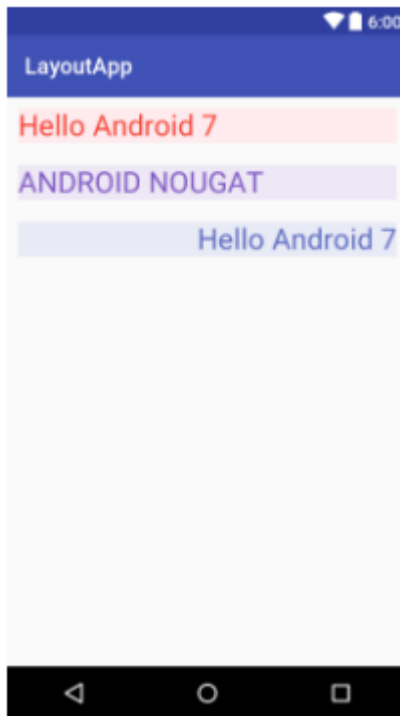 6:00
LayoutApp
Hello Android 7
ANDROID NOUGAT
Hello Android 7